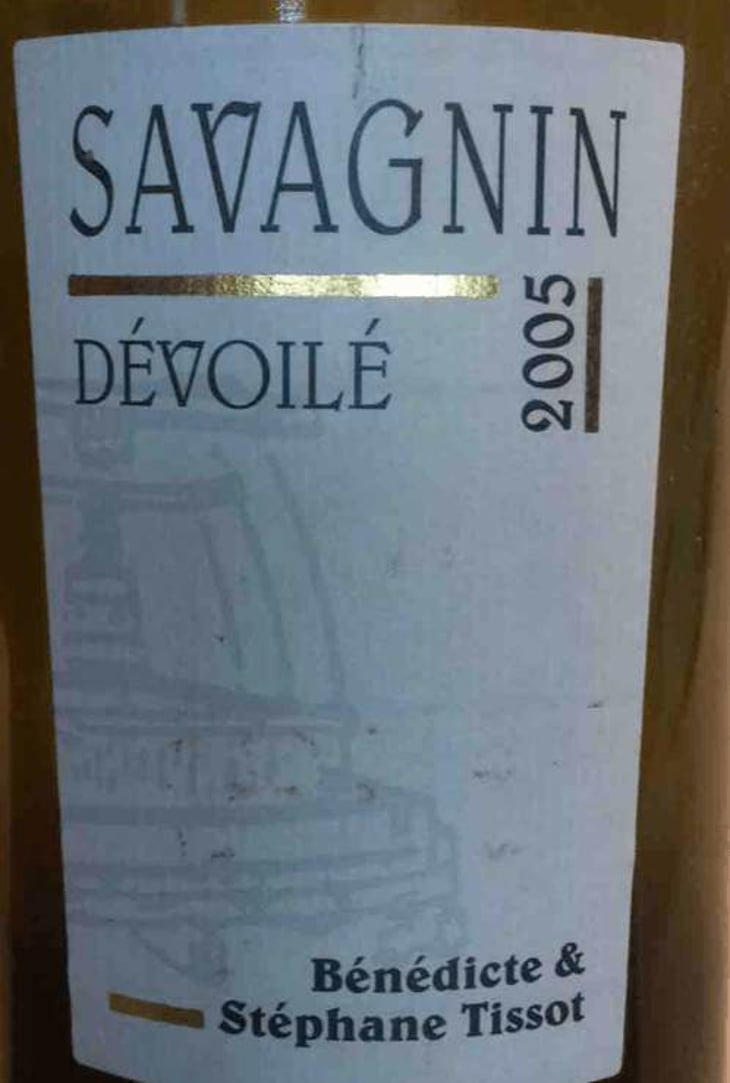 SAVAGNIN
2005
DÉVOILÉ
Bénédicte &
Stéphane Tissot